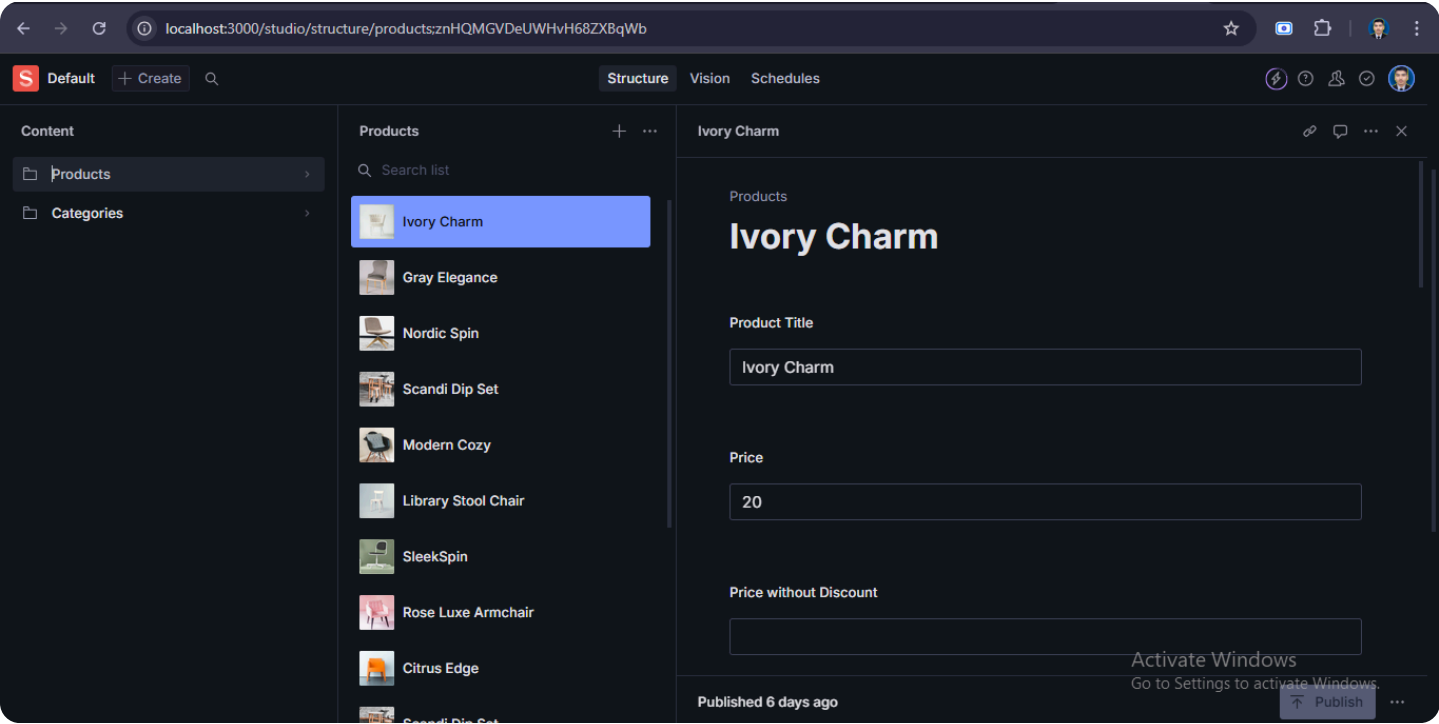 localhost:3000/studio/structure/products;znHQMGVDeUWHvH68ZXBqWb
S Default + Create
Structure Vision Schedules
Content
Products
Categories
Products
Search list
Ivory Charm
Gray Elegance
Nordic Spin
Scandi Dip Set
Modern Cozy
Library Stool Chair
SleekSpin
Rose Luxe Armchair
Citrus Edge
Scandi Dip Set
Ivory Charm
Products
Ivory Charm
Product Title
Ivory Charm
Price
20
Price without Discount
Activate Windows
Go to Settings to activate Windows.
Published 6 days ago
Publish